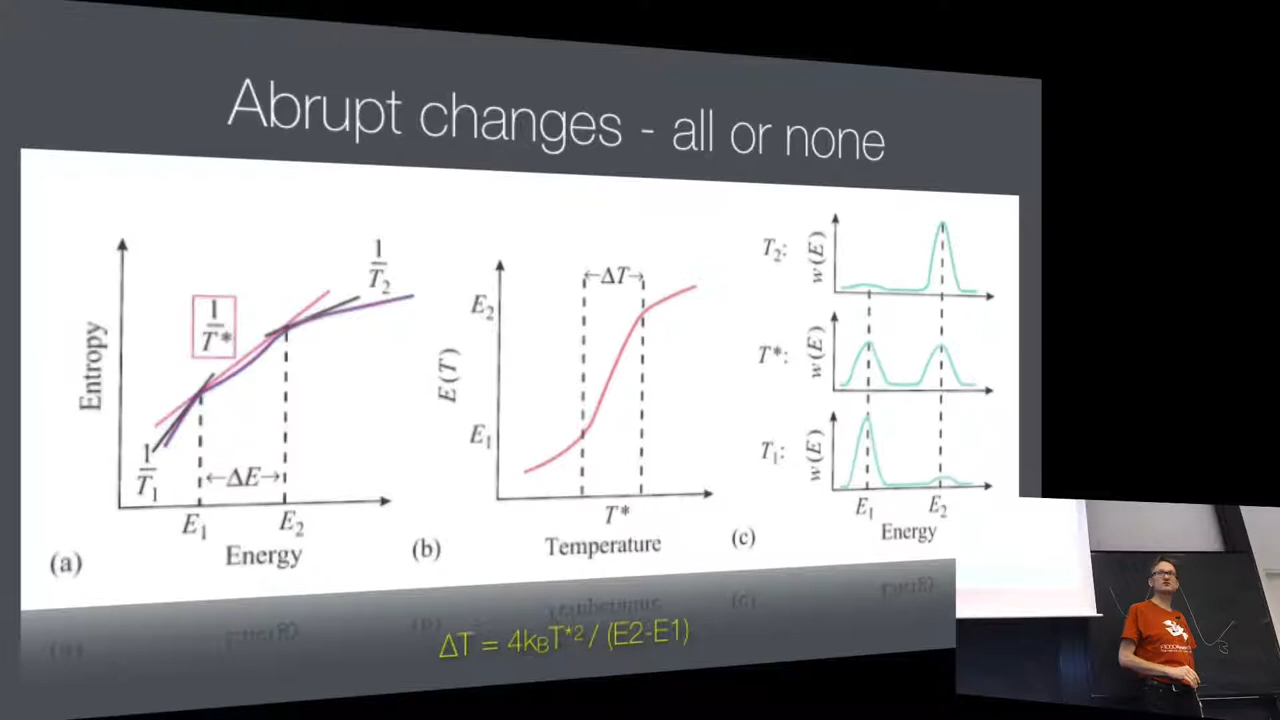 Abrupt changes - all or none
Entropy
1
T*
1
T₂
1
T₁
←ΔE→
E₁
E₂
Energy
(a)
E(T)
E₂
E₁
←ΔT→
T*
Temperature
(b)
T₂:
w(E)
T*:
w(E)
T₁:
w(E)
E₁
E₂
Energy
(c)
ΔT = 4k_BT*² / (E2-E1)